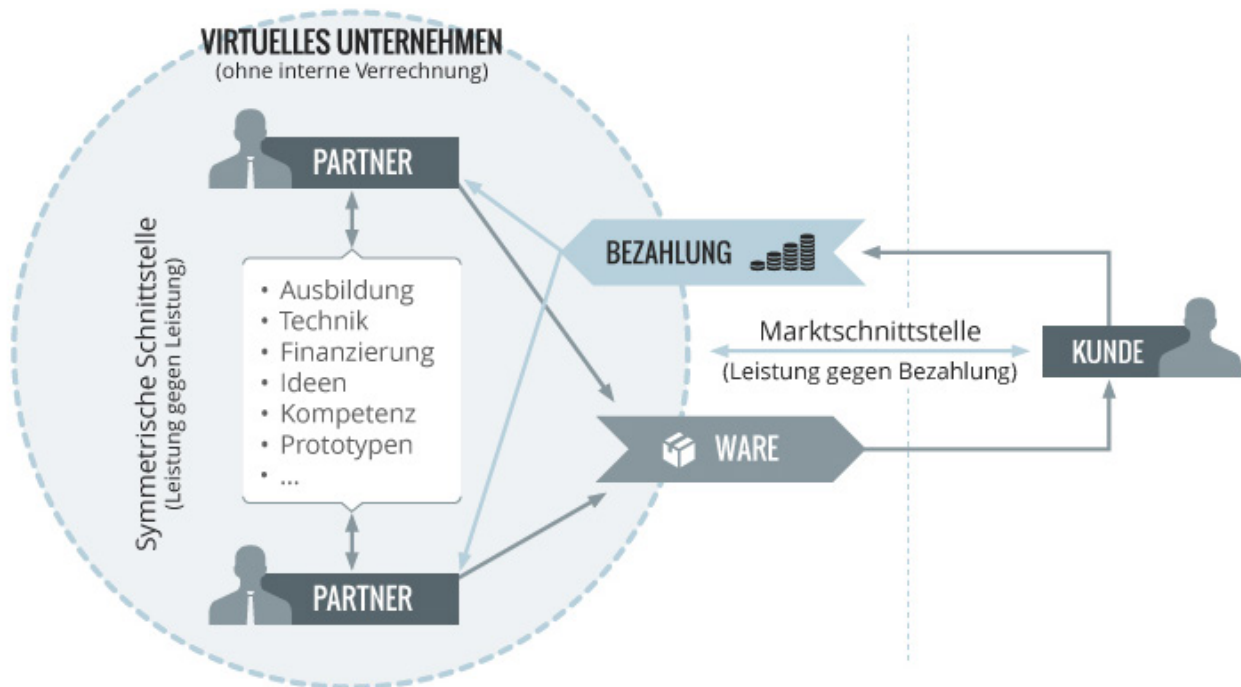 VIRTUELLES UNTERNEHMEN
(ohne interne Verrechnung)
PARTNER
Symmetrische Schnittstelle
(Leistung gegen Leistung)
• Ausbildung
• Technik
• Finanzierung
• Ideen
• Kompetenz
• Prototypen
• ...
PARTNER
BEZAHLUNG
Marktschnittstelle
(Leistung gegen Bezahlung)
KUNDE
WARE